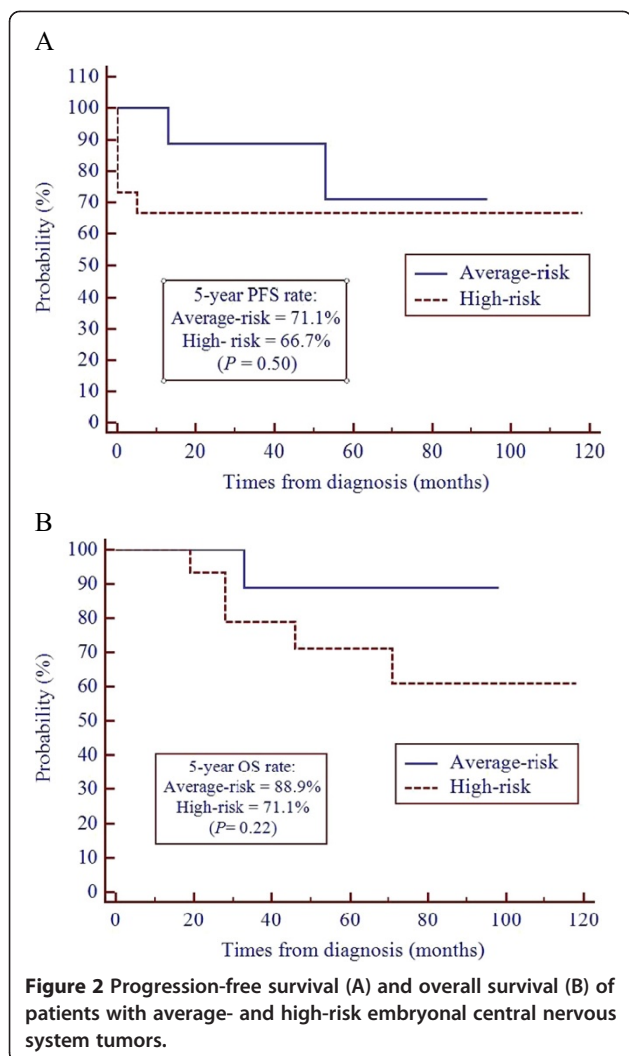 A
110
100
90
80
70
60
50
40
30
20
10
0
Probability (%)
Average-risk
High-risk
5-year PFS rate:
Average-risk = 71.1%
High- risk = 66.7%
(P = 0.50)
0 20 40 60 80 100 120
Times from diagnosis (months)
B
100
90
80
70
60
50
40
30
20
10
0
Probability (%)
Average-risk
High-risk
5-year OS rate:
Average-risk = 88.9%
High-risk = 71.1%
(P= 0.22)
0 20 40 60 80 100 120
Times from diagnosis (months)
Figure 2 Progression-free survival (A) and overall survival (B) of
patients with average- and high-risk embryonal central nervous
system tumors.